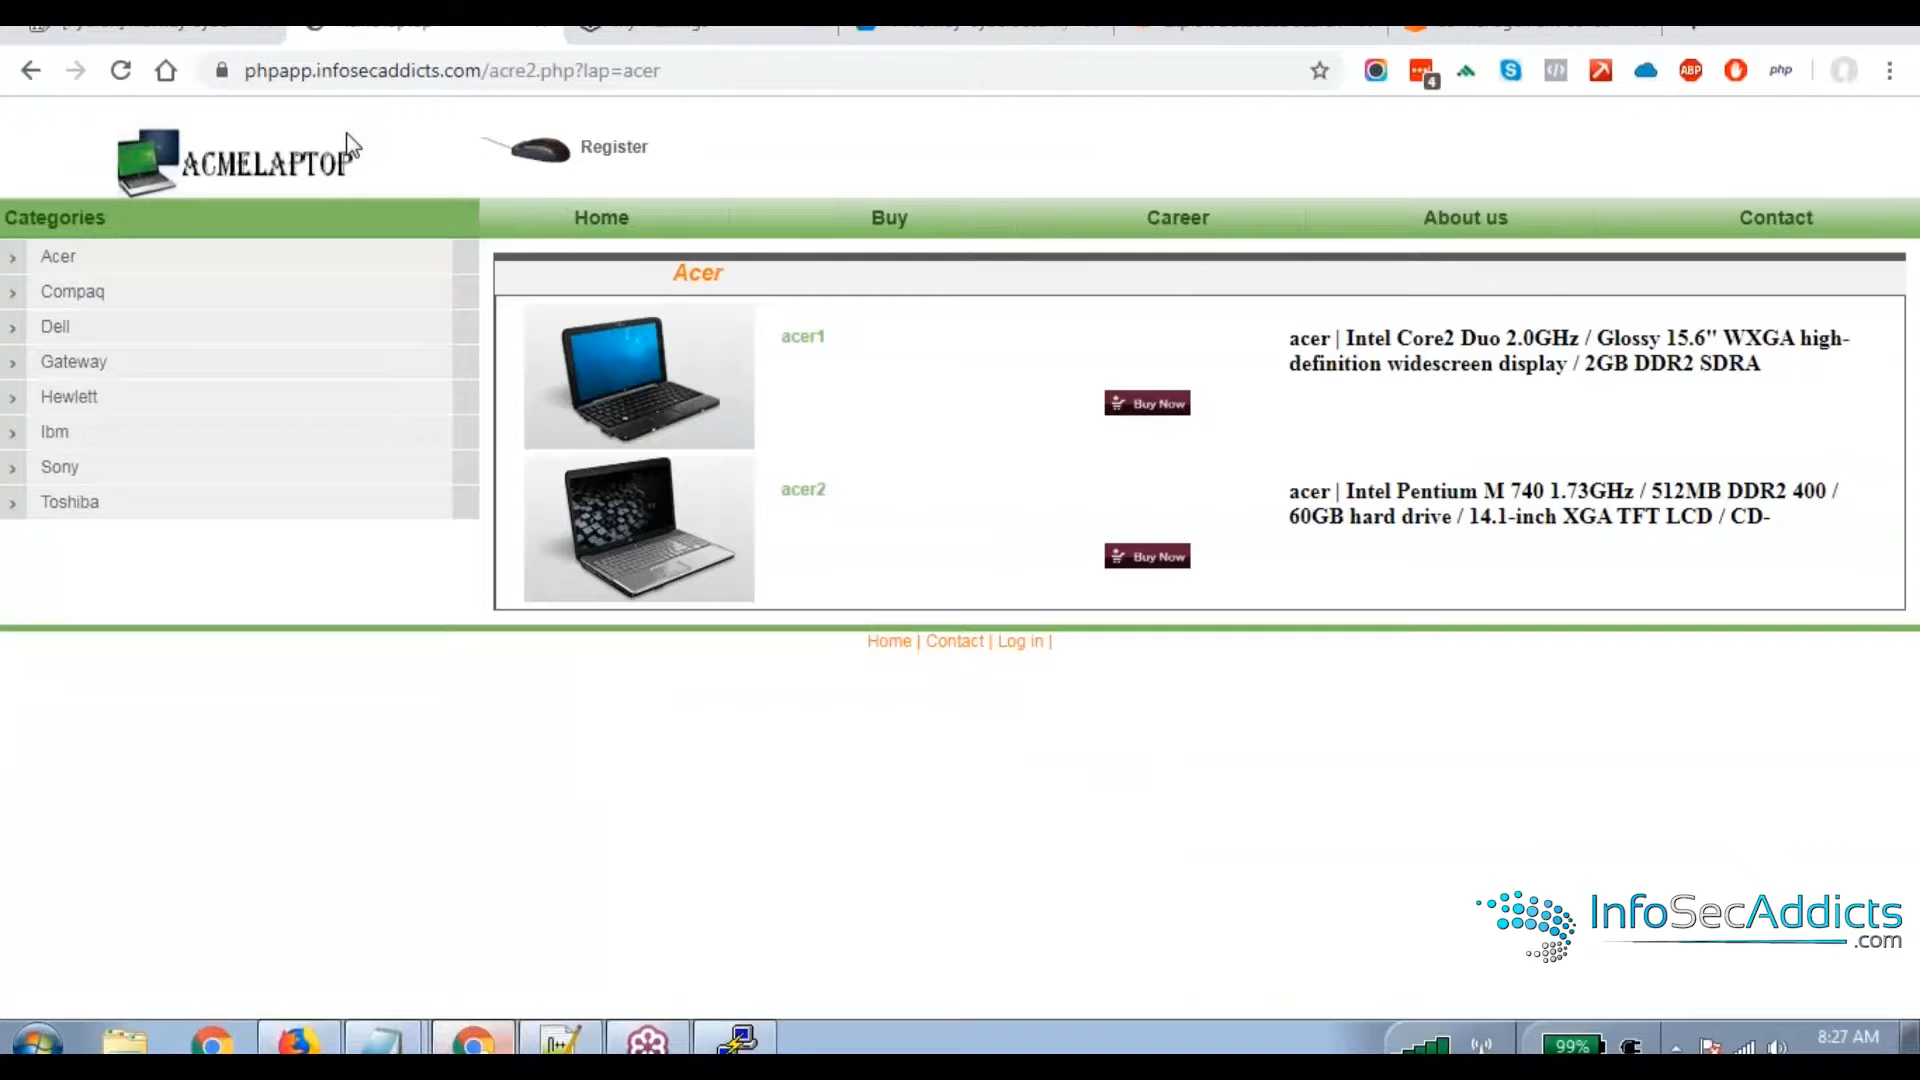 phpapp.infosecaddicts.com/acre2.php?lap=acer
4
ABP
php
ACMELAPTOP
Register
Categories
Home
Buy
Career
About us
Contact
Acer
Compaq
Dell
Gateway
Hewlett
Ibm
Sony
Toshiba
Acer
acer1
acer | Intel Core2 Duo 2.0GHz / Glossy 15.6" WXGA high-
definition widescreen display / 2GB DDR2 SDRA
Buy Now
acer2
acer | Intel Pentium M 740 1.73GHz / 512MB DDR2 400 /
60GB hard drive / 14.1-inch XGA TFT LCD / CD-
Buy Now
Home | Contact | Log in |
InfoSecAddicts
.com
99%
8:27 AM